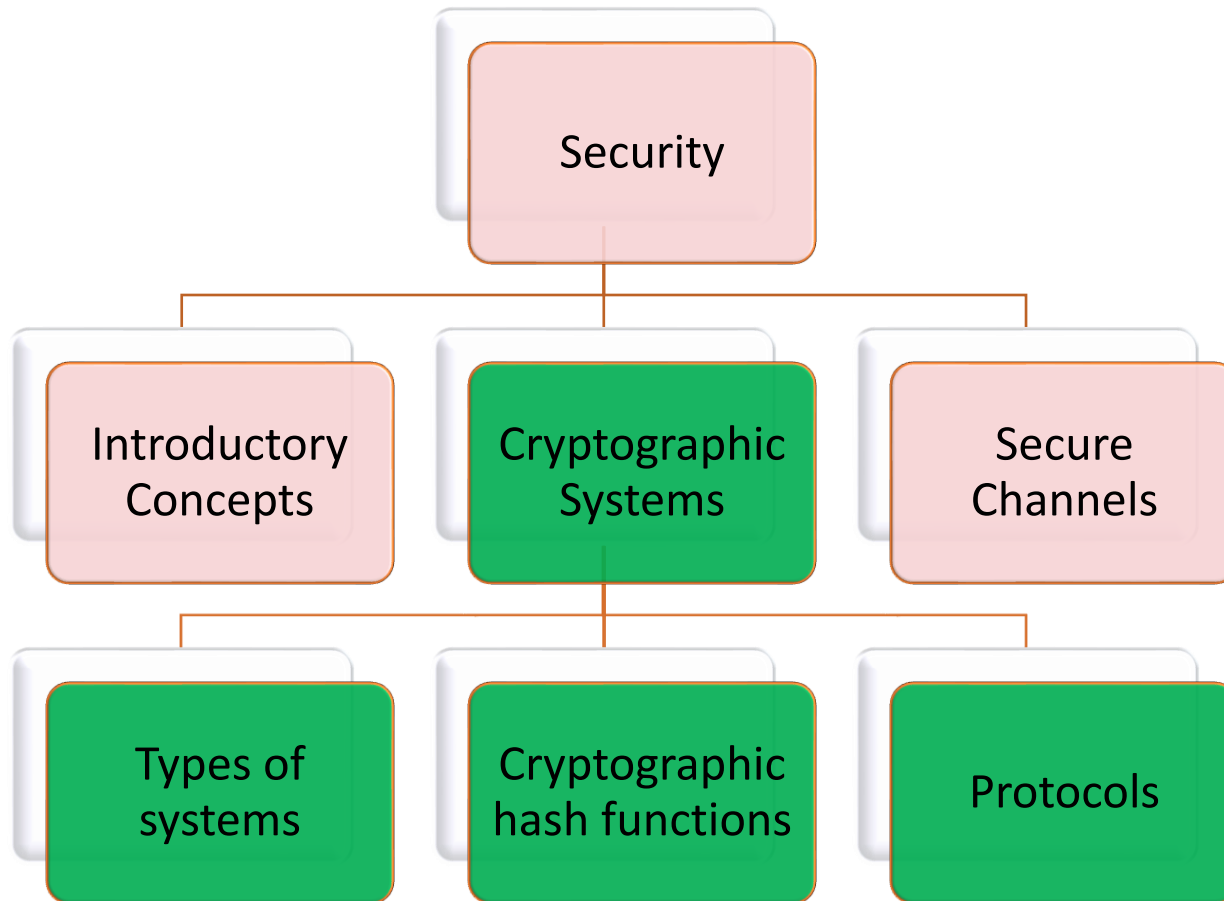 Security
Introductory
Concepts
Cryptographic
Systems
Secure
Channels
Types of
systems
Cryptographic
hash functions
Protocols